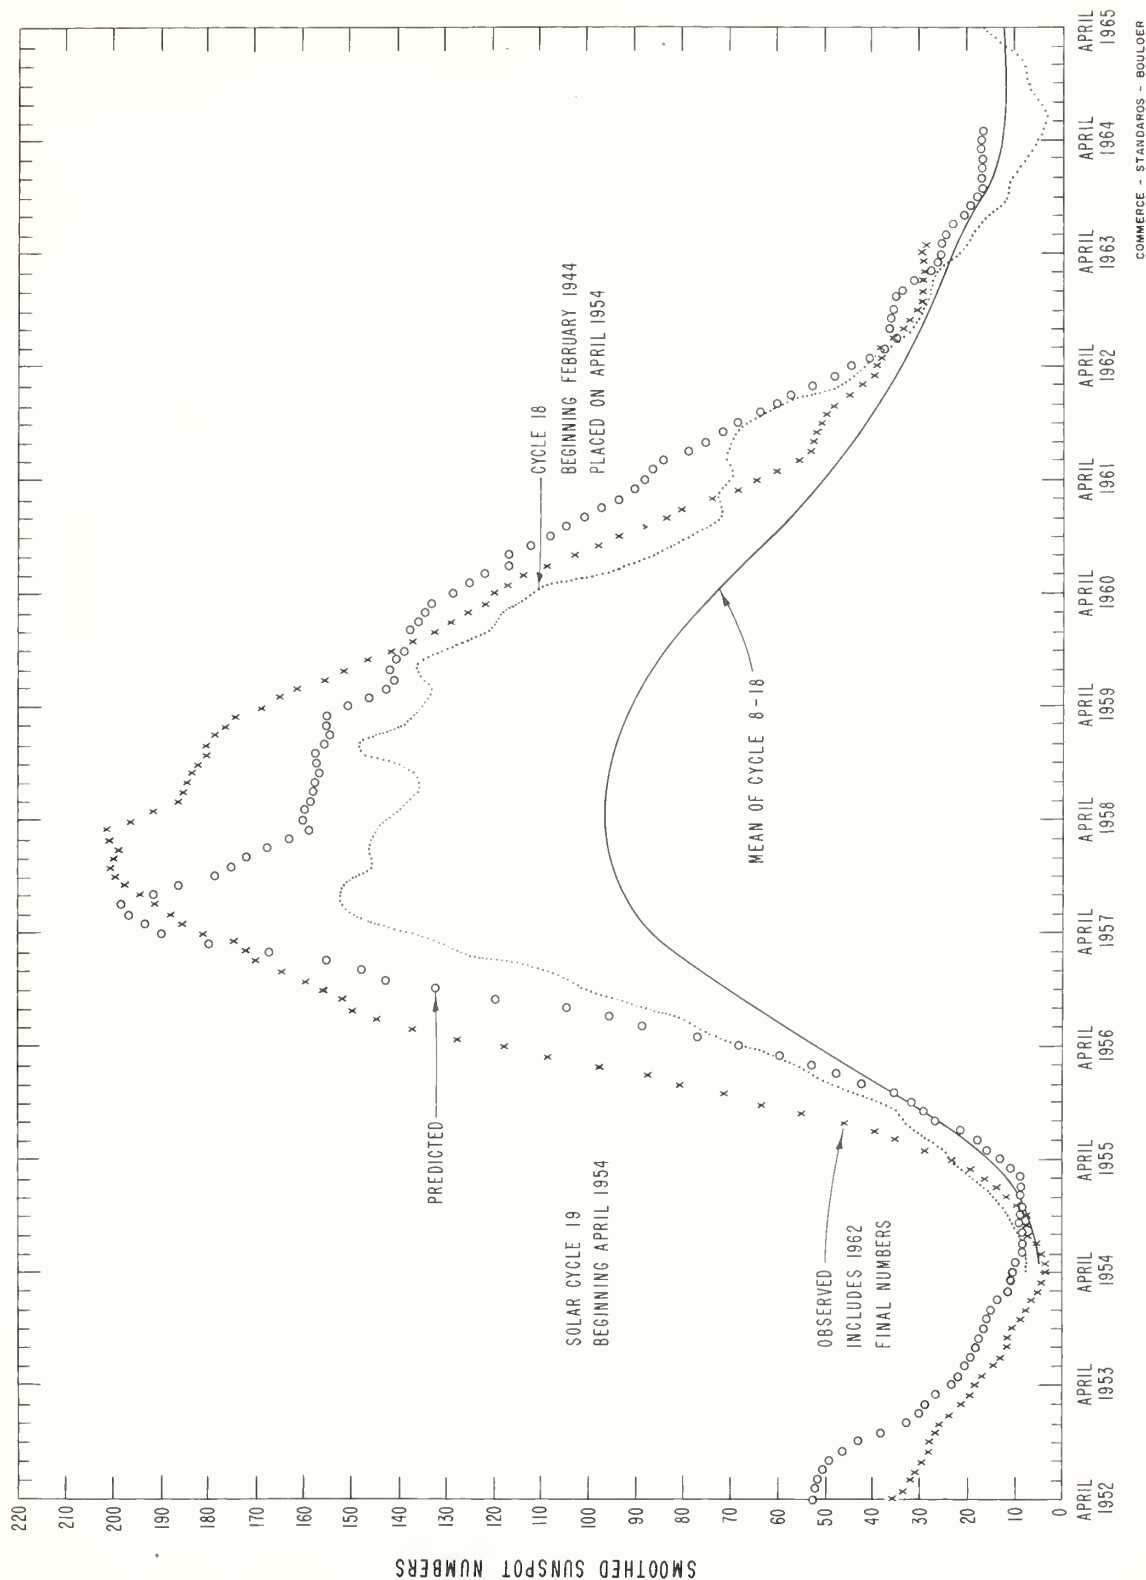 SMOOTHED SUNSPOT NUMBERS
220
210
200
190
180
170
160
150
140
130
120
110
100
90
80
70
60
50
40
30
20
10
0
PREDICTED
SOLAR CYCLE 19
BEGINNING APRIL 1954
OBSERVED
INCLUDES 1962
FINAL NUMBERS
CYCLE 18
BEGINNING FEBRUARY 1944
PLACED ON APRIL 1954
MEAN OF CYCLE 8-18
APRIL
1952
APRIL
1953
APRIL
1954
APRIL
1955
APRIL
1956
APRIL
1957
APRIL
1958
APRIL
1959
APRIL
1960
APRIL
1961
APRIL
1962
APRIL
1963
APRIL
1964
APRIL
1965
COMMERCE - STANDARDS - BOULDER